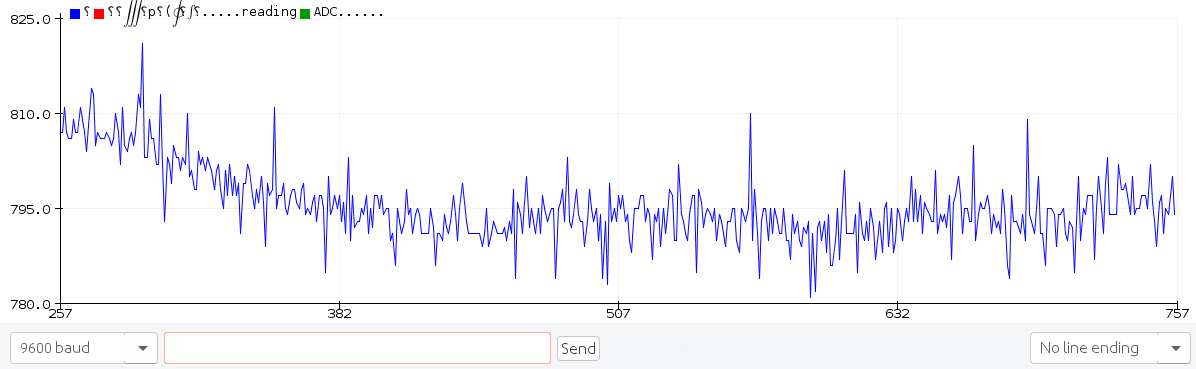 825.0
⸮ ⸮⸮ ⸮p⸮(⸮.....reading ADC......
810.0
795.0
780.0
257 382 507 632 757
9600 baud Send No line ending